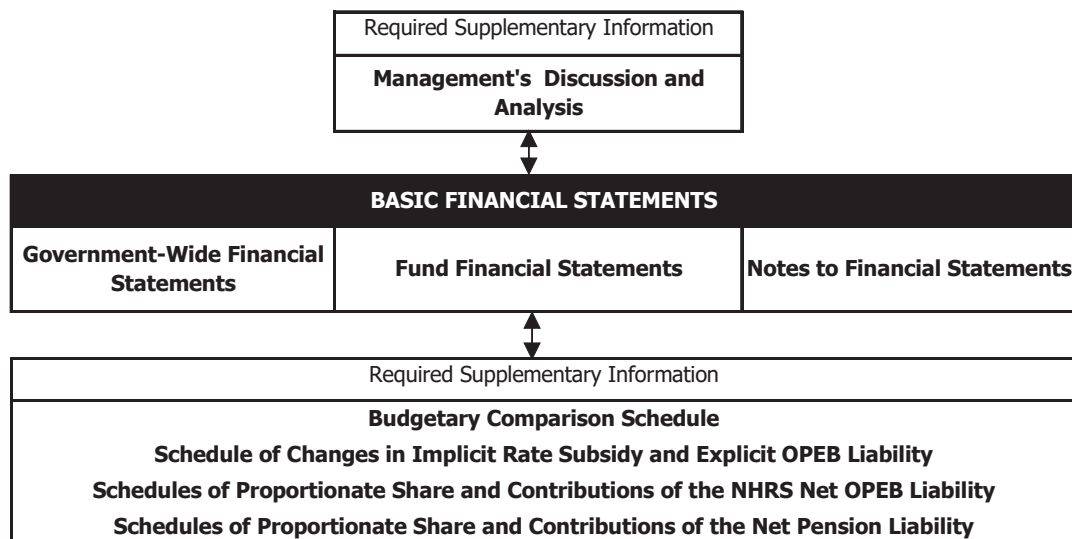 Required Supplementary Information
Management's Discussion and
Analysis
BASIC FINANCIAL STATEMENTS
Government-Wide Financial
Statements
Fund Financial Statements
Notes to Financial Statements
Required Supplementary Information
Budgetary Comparison Schedule
Schedule of Changes in Implicit Rate Subsidy and Explicit OPEB Liability
Schedules of Proportionate Share and Contributions of the NHRS Net OPEB Liability
Schedules of Proportionate Share and Contributions of the Net Pension Liability